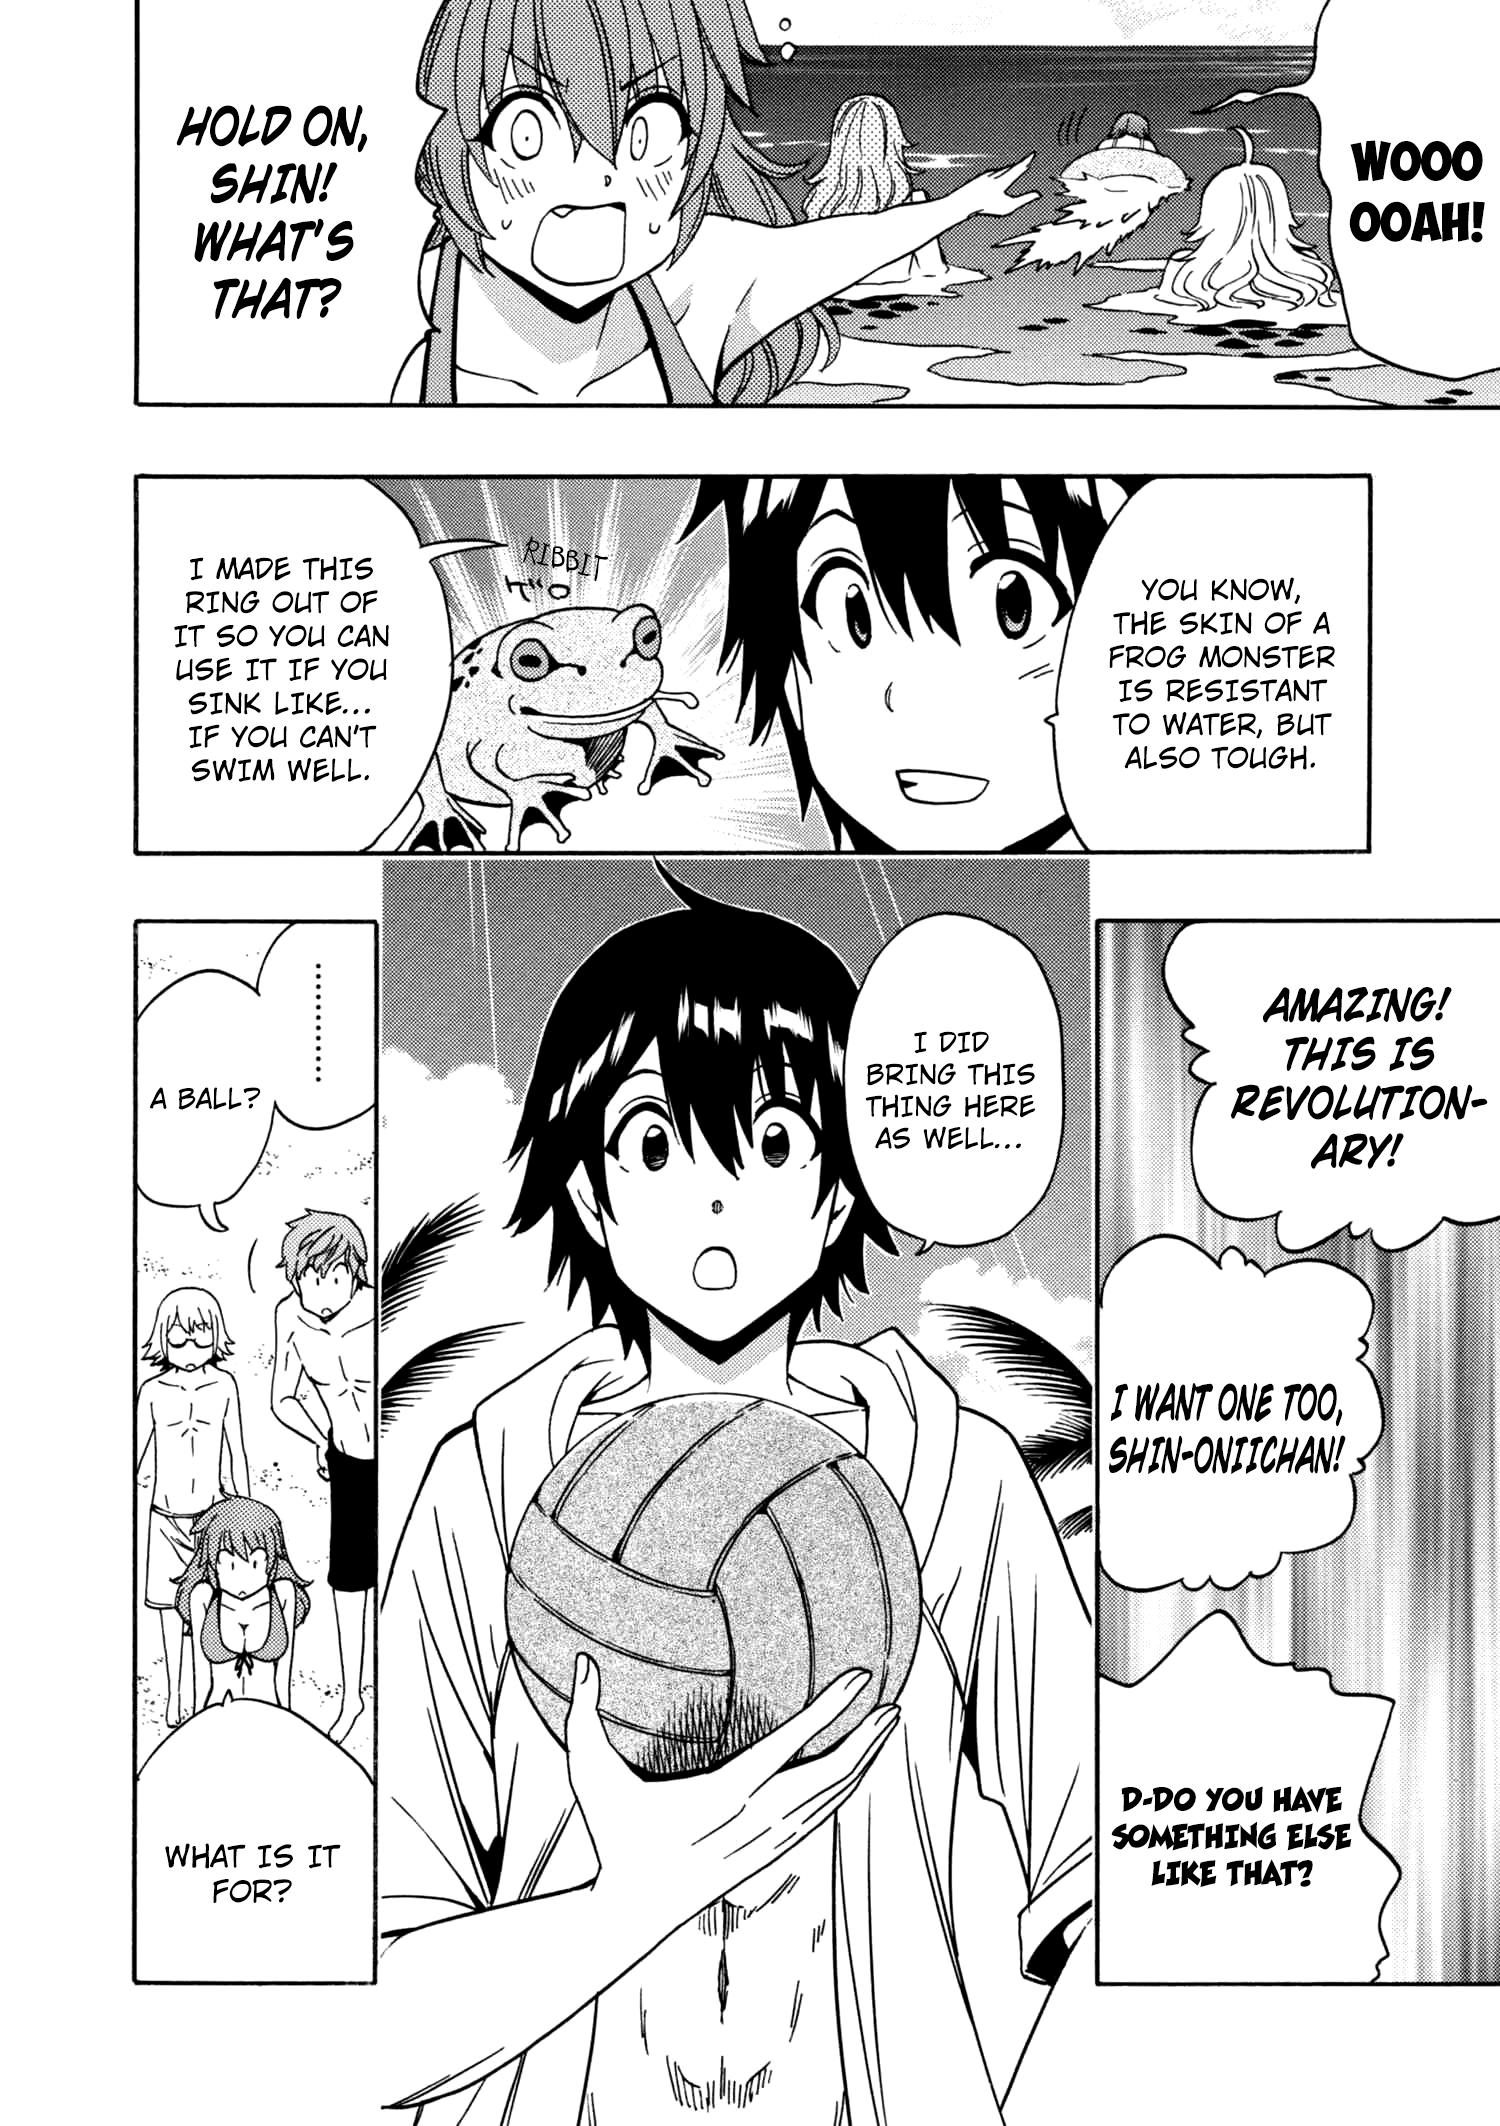 WOOO
OOAH!
HOLD ON,
SHIN!
WHAT'S
THAT?
YOU KNOW,
THE SKIN OF A
FROG MONSTER
IS RESISTANT
TO WATER, BUT
ALSO TOUGH.
RIBBIT
ゲロ
I MADE THIS
RING OUT OF
IT SO YOU CAN
USE IT IF YOU
SINK LIKE...
IF YOU CAN'T
SWIM WELL.
AMAZING!
THIS IS
REVOLUTION-
ARY!
I WANT ONE TOO,
SHIN-ONIICHAN!
D-DO YOU HAVE
SOMETHING ELSE
LIKE THAT?
I DID
BRING THIS
THING HERE
AS WELL...
..........
A BALL?
WHAT IS IT
FOR?